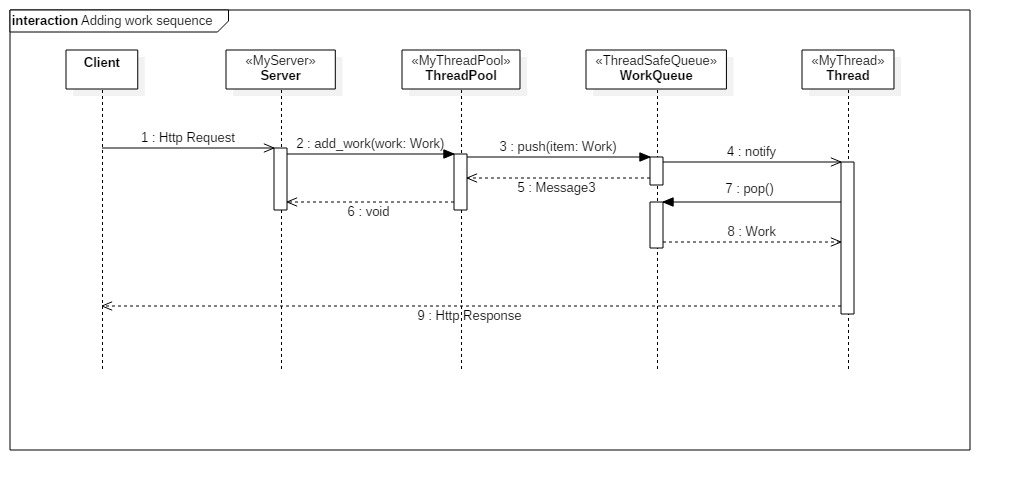 interaction Adding work sequence
Client
«MyServer»
Server
«MyThreadPool»
ThreadPool
«ThreadSafeQueue»
WorkQueue
«MyThread»
Thread
1 : Http Request
2 : add_work(work: Work)
3 : push(item: Work)
4 : notify
5 : Message3
7 : pop()
6 : void
8 : Work
9 : Http Response